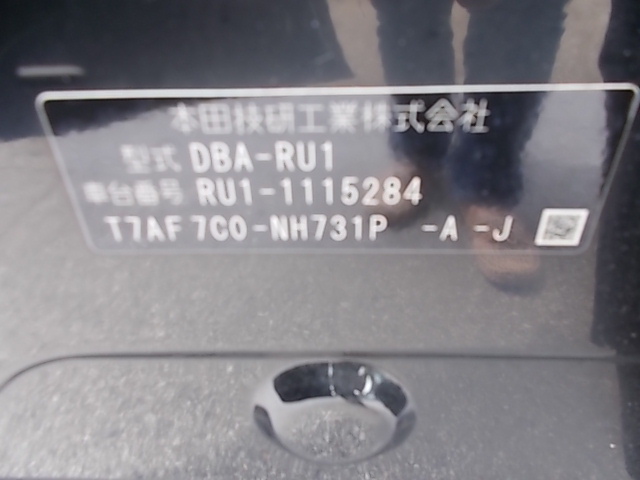 本田技研工業株式会社
型式 DBA-RU1
車台番号 RU1-1115284
T7AF7C0-NH731P -A -J